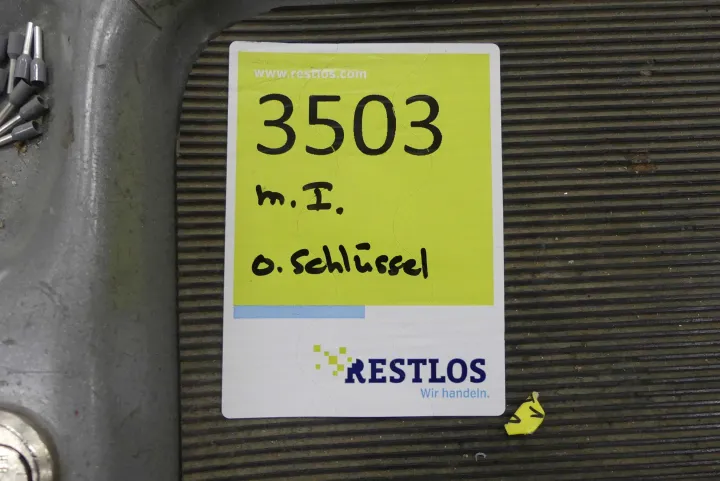 www.restlos.com
3503
m. I.
o. Schlüssel
RESTLOS
Wir handeln.